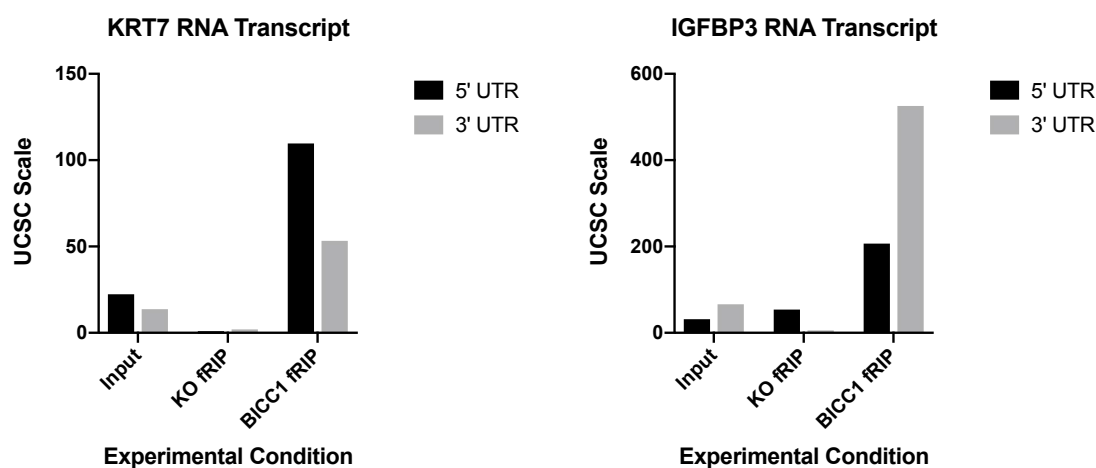 KRT7 RNA Transcript
150
100
50
0
UCSC Scale
Input
KO fRIP
BICC1 fRIP
Experimental Condition
5' UTR
3' UTR
IGFBP3 RNA Transcript
600
400
200
0
UCSC Scale
Input
KO fRIP
BICC1 fRIP
Experimental Condition
5' UTR
3' UTR